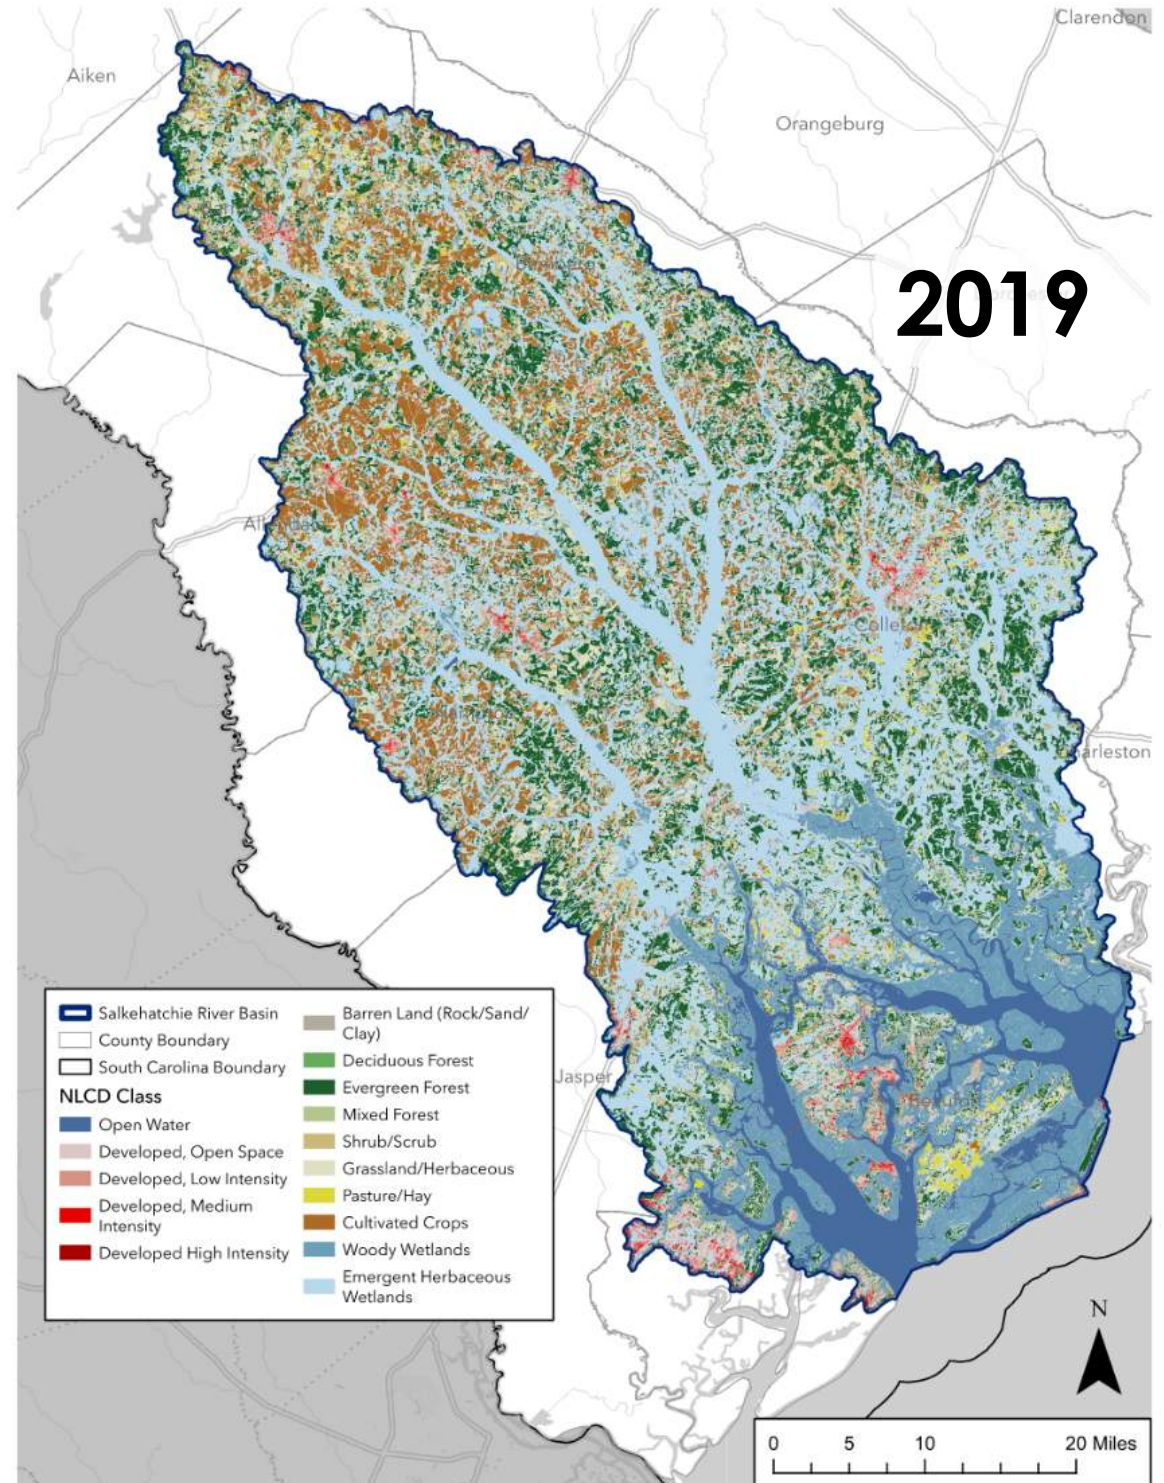 Clarendon
Aiken
Orangeburg
2019
Colleton
Charleston
Jasper
Beaufort
Salkehatchie River Basin
County Boundary
South Carolina Boundary
NLCD Class
Open Water
Developed, Open Space
Developed, Low Intensity
Developed, Medium
Intensity
Developed High Intensity
Barren Land (Rock/Sand/
Clay)
Deciduous Forest
Evergreen Forest
Mixed Forest
Shrub/Scrub
Grassland/Herbaceous
Pasture/Hay
Cultivated Crops
Woody Wetlands
Emergent Herbaceous
Wetlands
N
0 5 10 20 Miles